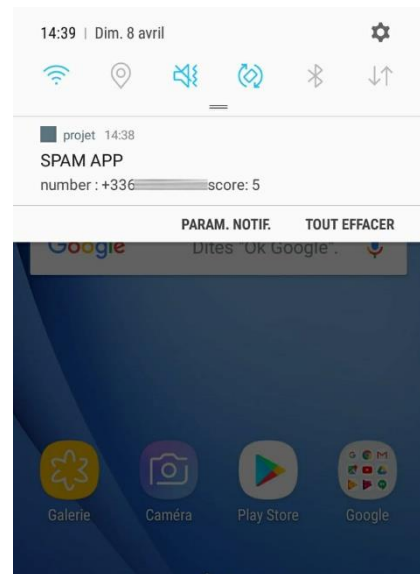 14:39 | Dim. 8 avril
projet 14:38
SPAM APP
number : +336 score: 5
PARAM. NOTIF. TOUT EFFACER
Google Dites "Ok Google".
Galerie Caméra Play Store Google